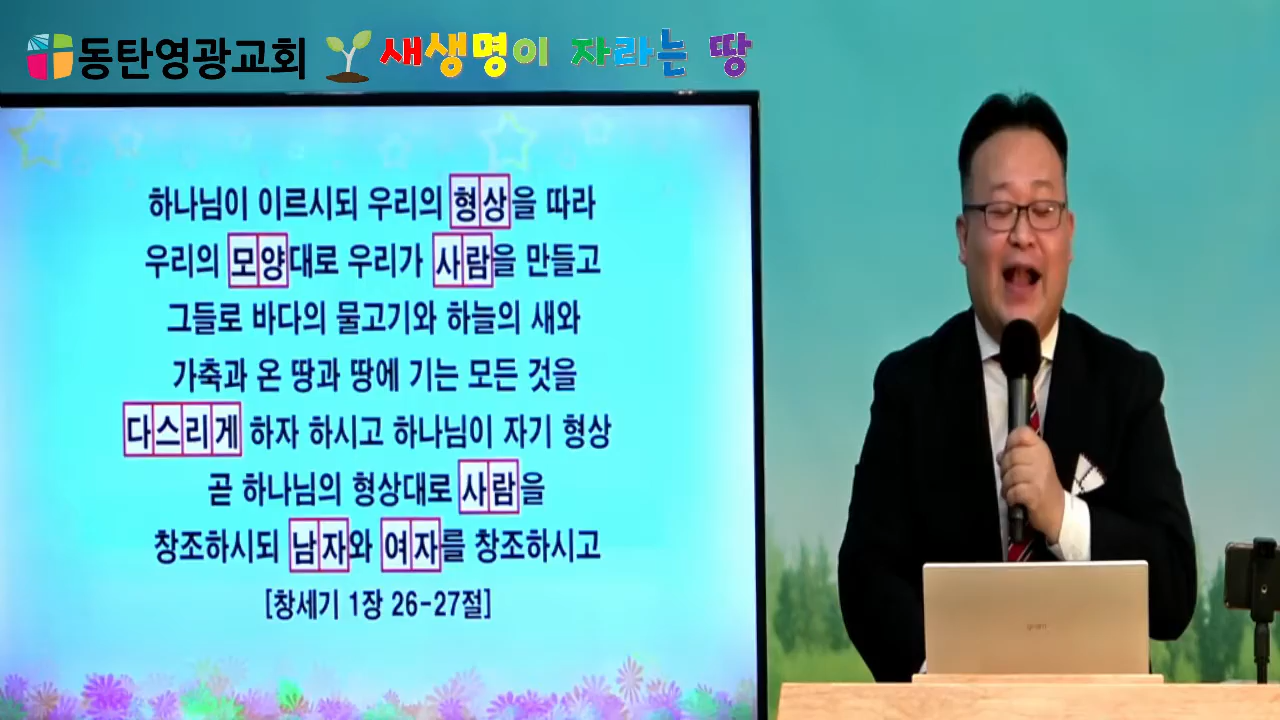 동탄영광교회 새생명이 자라는 땅
하나님이 이르시되 우리의 형상을 따라
우리의 모양대로 우리가 사람을 만들고
그들로 바다의 물고기와 하늘의 새와
가축과 온 땅과 땅에 기는 모든 것을
다스리게 하자 하시고 하나님이 자기 형상
곧 하나님의 형상대로 사람을
창조하시되 남자와 여자를 창조하시고
[창세기 1장 26-27절]
gram